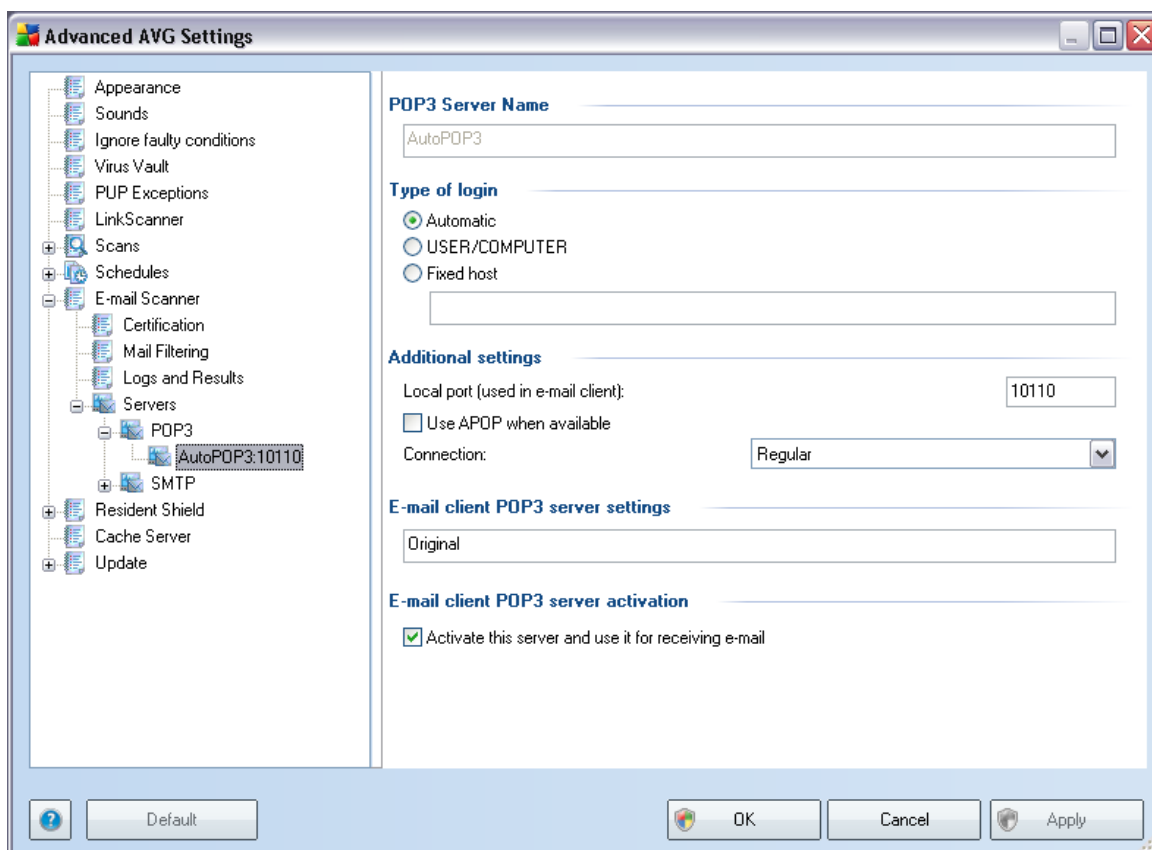 Advanced AVG Settings
Appearance
Sounds
Ignore faulty conditions
Virus Vault
PUP Exceptions
LinkScanner
Scans
Schedules
E-mail Scanner
Certification
Mail Filtering
Logs and Results
Servers
POP3
AutoPOP3:10110
SMTP
Resident Shield
Cache Server
Update
POP3 Server Name
AutoPOP3
Type of login
Automatic
USER/COMPUTER
Fixed host
Additional settings
Local port (used in e-mail client):
10110
Use APOP when available
Connection:
Regular
E-mail client POP3 server settings
Original
E-mail client POP3 server activation
Activate this server and use it for receiving e-mail
?
Default
OK
Cancel
Apply